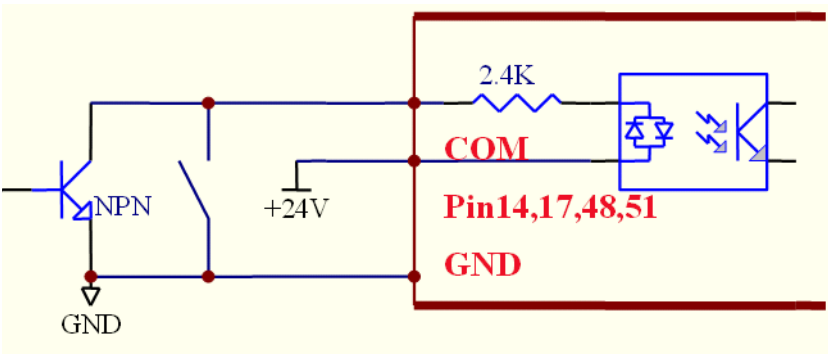 2.4K
COM
NPN
+24V
Pin14,17,48,51
GND
GND